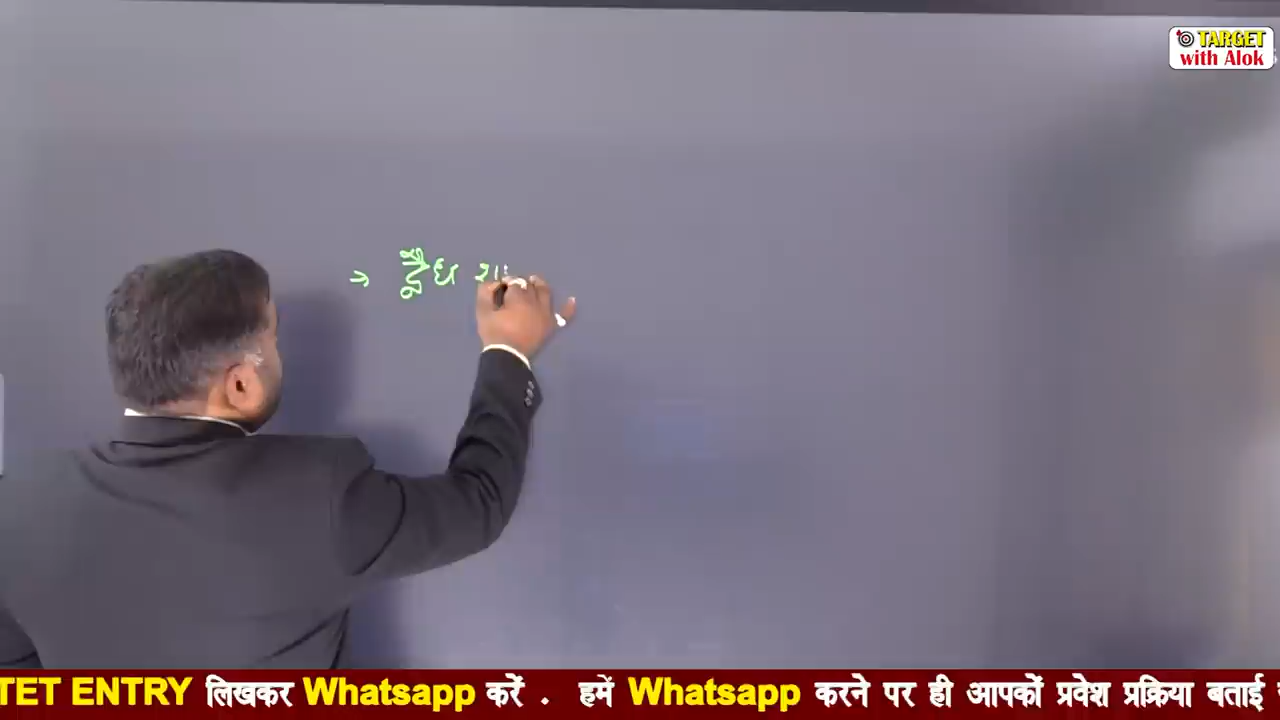 TARGET
with Alok
→ द्वैध
TET ENTRY लिखकर Whatsapp करें . हमें Whatsapp करने पर ही आपकों प्रवेश प्रक्रिया बताई